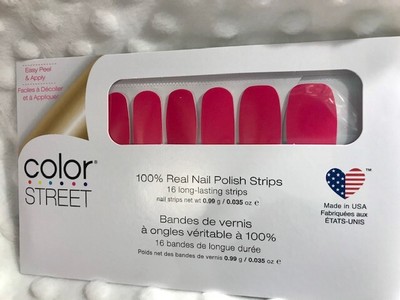 Easy Peel
& Apply
Faciles à Décoller
et à Appliquer
color®
STREET
100% Real Nail Polish Strips
16 long-lasting strips
nail strips net wt 0.99 g / 0.035 oz e
Bandes de vernis
à ongles véritable à 100%
16 bandes de longue durée
Poids net des bandes de vernis 0.99 g / 0.035 oz e
TM
Made in USA
Fabriquées aux
ÉTATS-UNIS